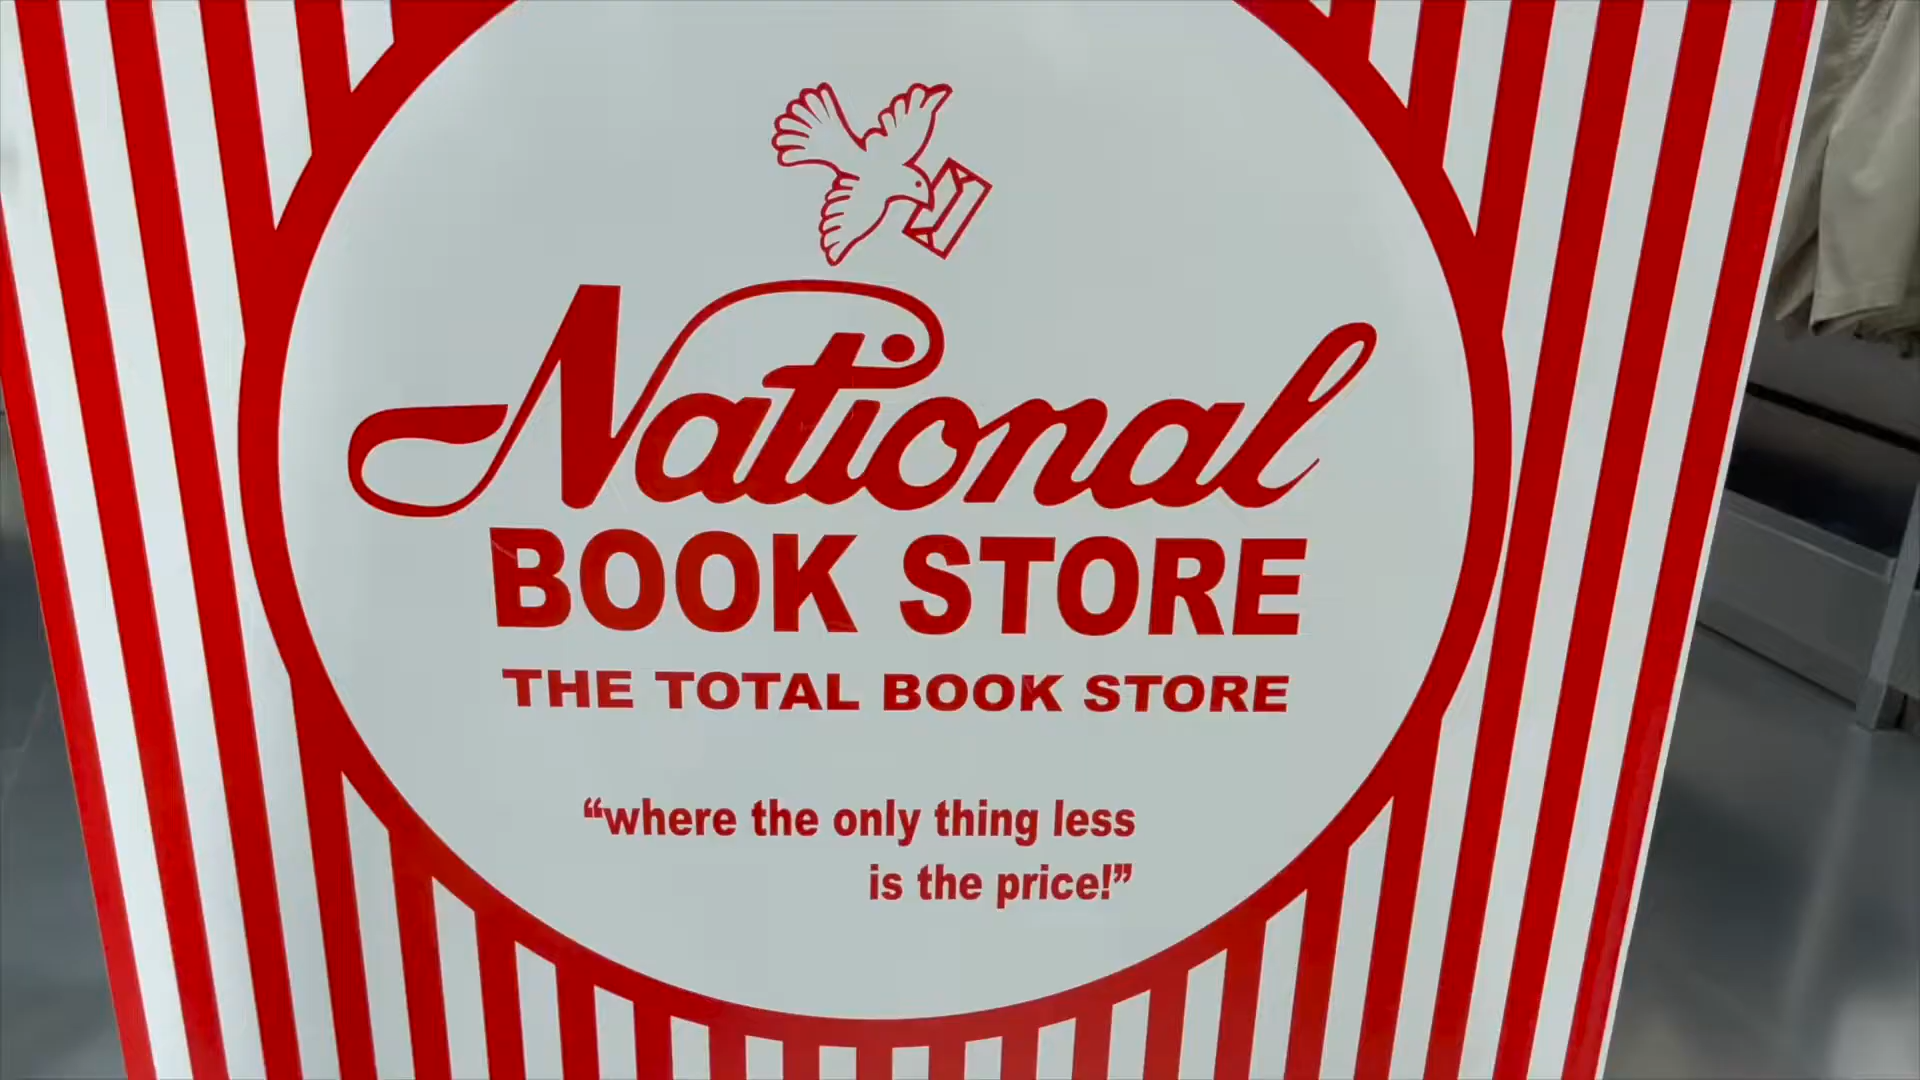 National
BOOK STORE
THE TOTAL BOOK STORE
“where the only thing less
is the price!”